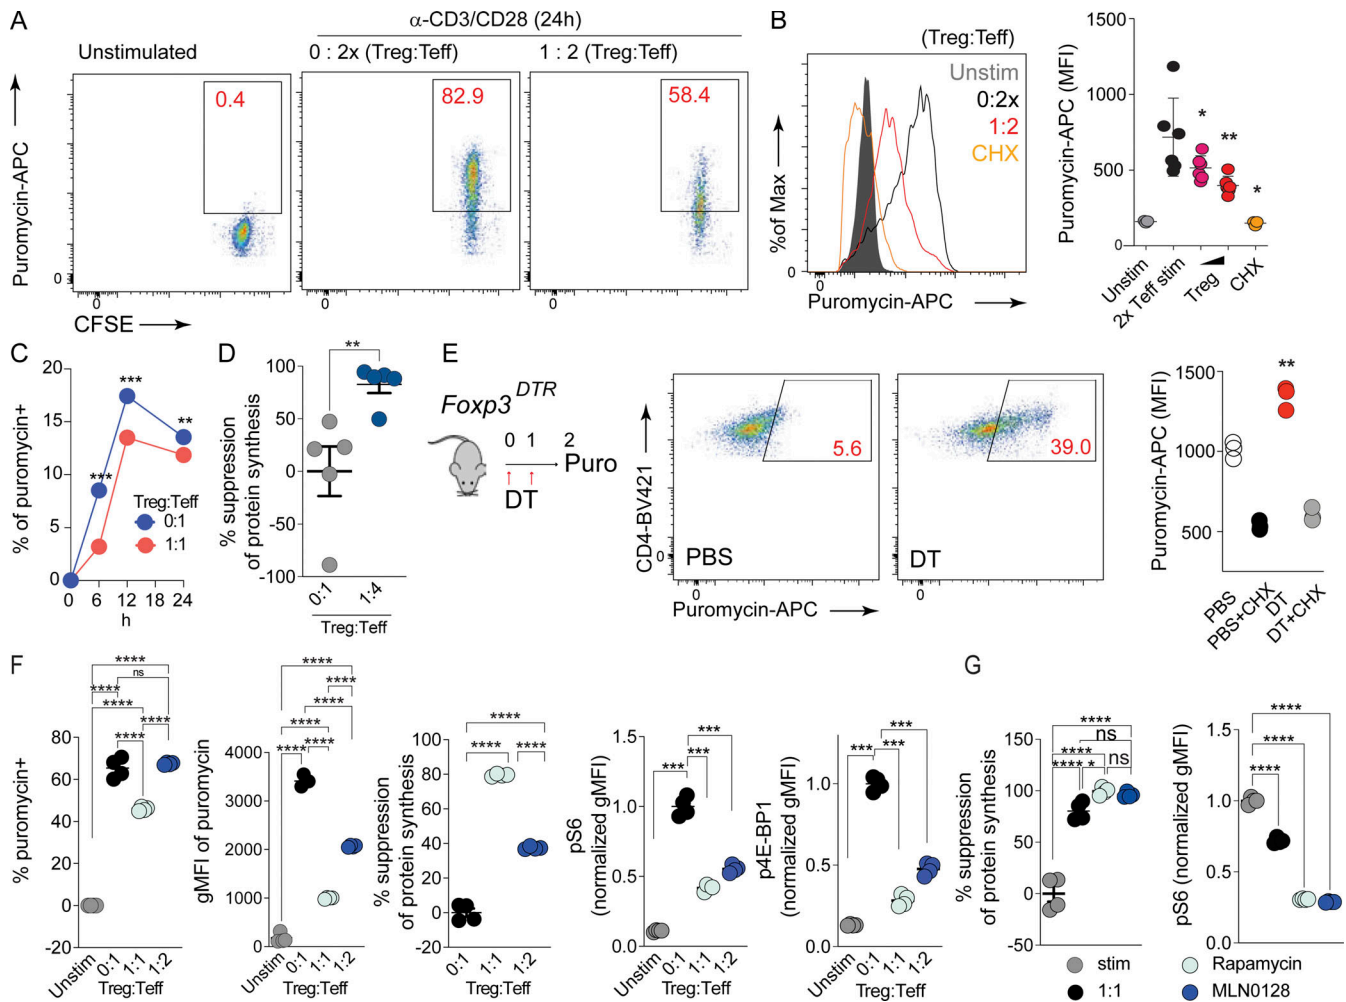 A
α-CD3/CD28 (24h)
Unstimulated
0 : 2x (Treg:Teff)
1 : 2 (Treg:Teff)
Puromycin-APC
0.4
82.9
58.4
0
0
0
0
CFSE
B
(Treg:Teff)
Unstim
0:2x
1:2
CHX
% of Max
0
0
Puromycin-APC
Puromycin-APC (MFI)
1500
1000
500
0
*
**
*
Unstim
2x Teff stim
Treg
CHX
C
% of puromycin+
20
15
10
5
0
***
***
**
Treg:Teff
0:1
1:1
0 6 12 18 24
h
D
% suppression
of protein synthesis
100
50
0
-50
-100
**
0:1
1:4
Treg:Teff
E
Foxp3DTR
0 1 2
Puro
DT
CD4-BV421
0
5.6
39.0
PBS
DT
0
0
Puromycin-APC
Puromycin-APC (MFI)
1500
1000
500
**
PBS
PBS+CHX
DT
DT+CHX
F
% puromycin+
80
60
40
20
0
-20
****
ns
****
****
****
****
Unstim
0:1
1:1
1:2
Treg:Teff
gMFI of puromycin
4000
3000
2000
1000
0
****
****
****
****
****
****
Unstim
0:1
1:1
1:2
Treg:Teff
% suppression
of protein synthesis
100
80
60
40
20
0
-20
****
****
****
0:1
1:1
1:2
Treg:Teff
pS6
(normalized gMFI)
1.5
1.0
0.5
0.0
***
***
***
Unstim
0:1
1:1
1:2
Treg:Teff
p4E-BP1
(normalized gMFI)
1.5
1.0
0.5
0.0
***
***
***
Unstim
0:1
1:1
1:2
Treg:Teff
G
% suppression
of protein synthesis
150
100
50
0
-50
****
ns
****
**** *
ns
pS6 (normalized gMFI)
1.5
1.0
0.5
0.0
****
****
****
stim
1:1
Rapamycin
MLN0128